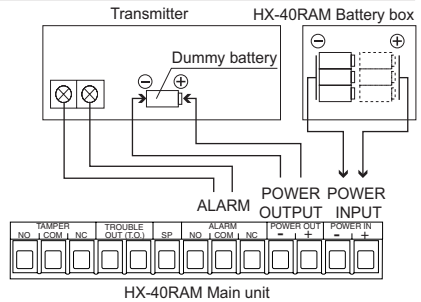 Transmitter
HX-40RAM Battery box
Dummy battery
ALARM
POWER OUTPUT
POWER INPUT
TAMPER
NO COM NC
TROUBLE OUT (T.O.)
SP
ALARM
NO COM NC
POWER OUT
- +
POWER IN
- +
HX-40RAM Main unit